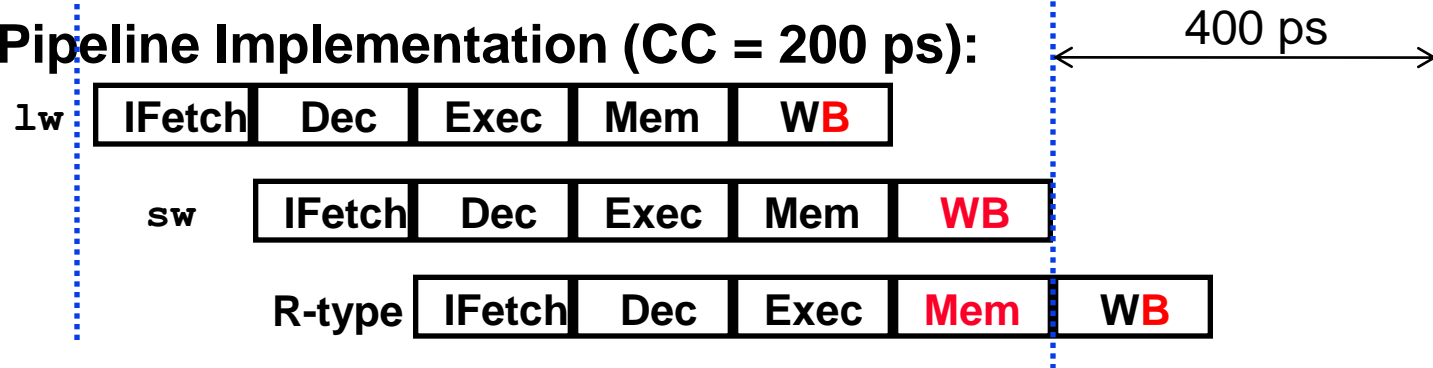 Pipeline Implementation (CC = 200 ps):
400 ps
lw IFetch Dec Exec Mem WB
sw IFetch Dec Exec Mem WB
R-type IFetch Dec Exec Mem WB